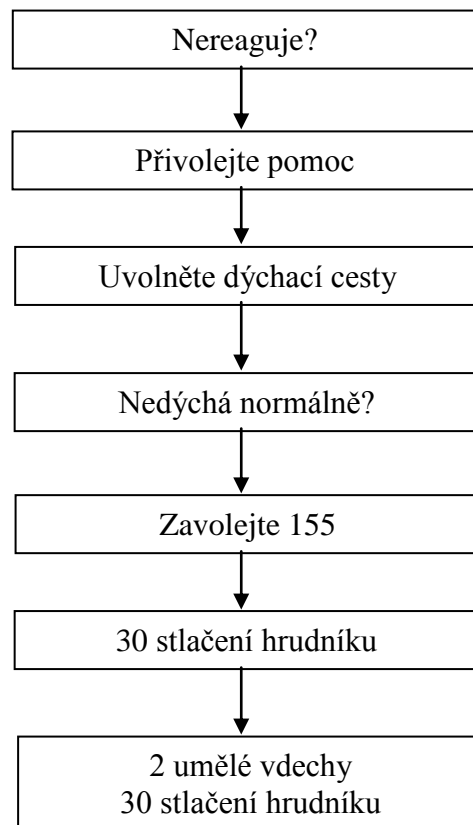 Nereaguje?
Přivolejte pomoc
Uvolněte dýchací cesty
Nedýchá normálně?
Zavolejte 155
30 stlačení hrudníku
2 umělé vdechy
30 stlačení hrudníku